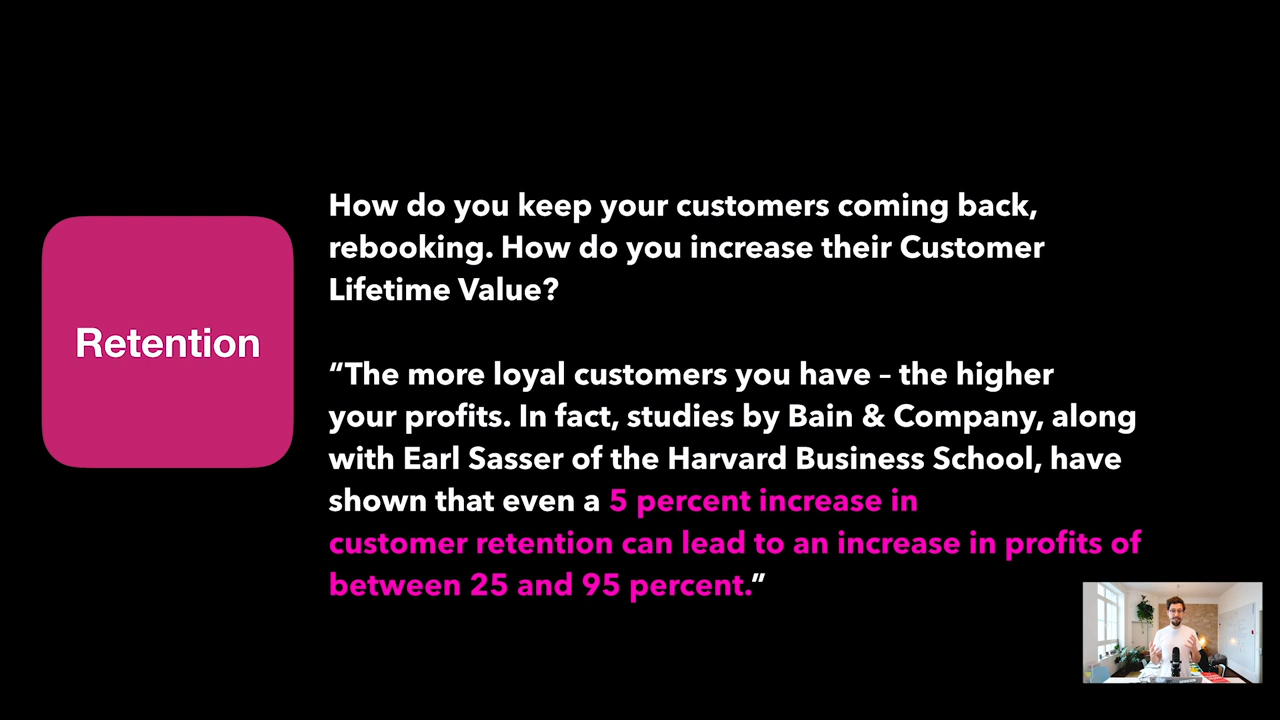 Retention
How do you keep your customers coming back,
rebooking. How do you increase their Customer
Lifetime Value?
“The more loyal customers you have – the higher
your profits. In fact, studies by Bain & Company, along
with Earl Sasser of the Harvard Business School, have
shown that even a 5 percent increase in
customer retention can lead to an increase in profits of
between 25 and 95 percent.”